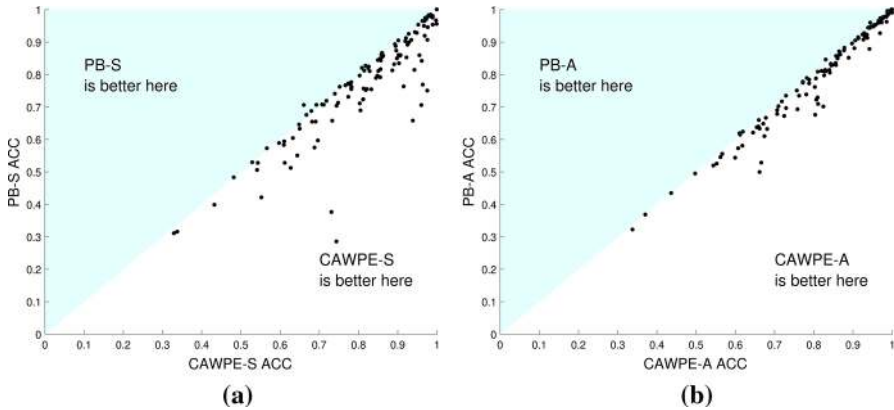 PB-S
is better here
CAWPE-S
is better here
PB-S ACC
1
0.9
0.8
0.7
0.6
0.5
0.4
0.3
0.2
0.1
0
0 0.1 0.2 0.3 0.4 0.5 0.6 0.7 0.8 0.9 1
CAWPE-S ACC
(a)
PB-A
is better here
CAWPE-A
is better here
PB-A ACC
1
0.9
0.8
0.7
0.6
0.5
0.4
0.3
0.2
0.1
0
0 0.1 0.2 0.3 0.4 0.5 0.6 0.7 0.8 0.9 1
CAWPE-A ACC
(b)